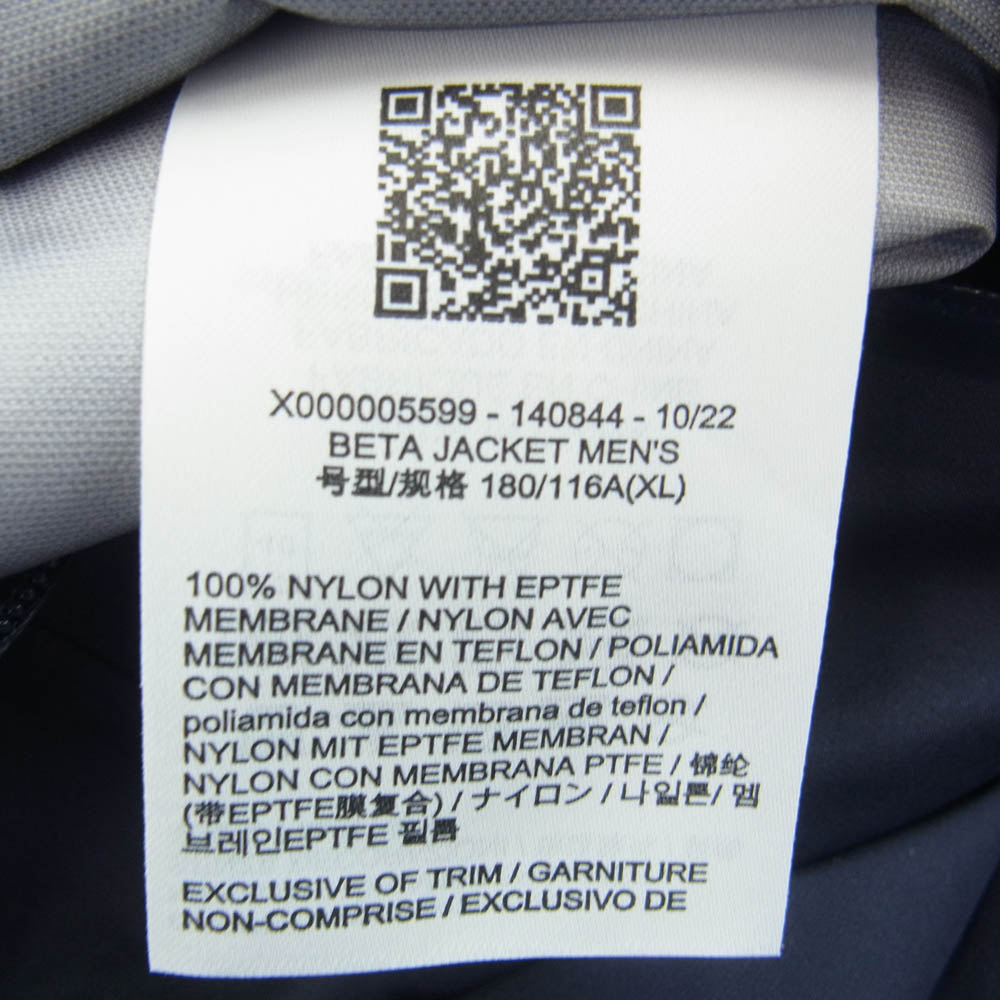 X000005599 - 140844 - 10/22
BETA JACKET MEN'S
号型/规格 180/116A(XL)
100% NYLON WITH EPTFE
MEMBRANE / NYLON AVEC
MEMBRANE EN TEFLON / POLIAMIDA
CON MEMBRANA DE TEFLON /
poliamida con membrana de teflon /
NYLON MIT EPTFE MEMBRAN /
NYLON CON MEMBRANA PTFE / 锦纶
(带EPTFE膜复合) / ナイロン / 나일론/ 멤
브레인EPTFE 필름
EXCLUSIVE OF TRIM / GARNITURE
NON-COMPRISE / EXCLUSIVO DE